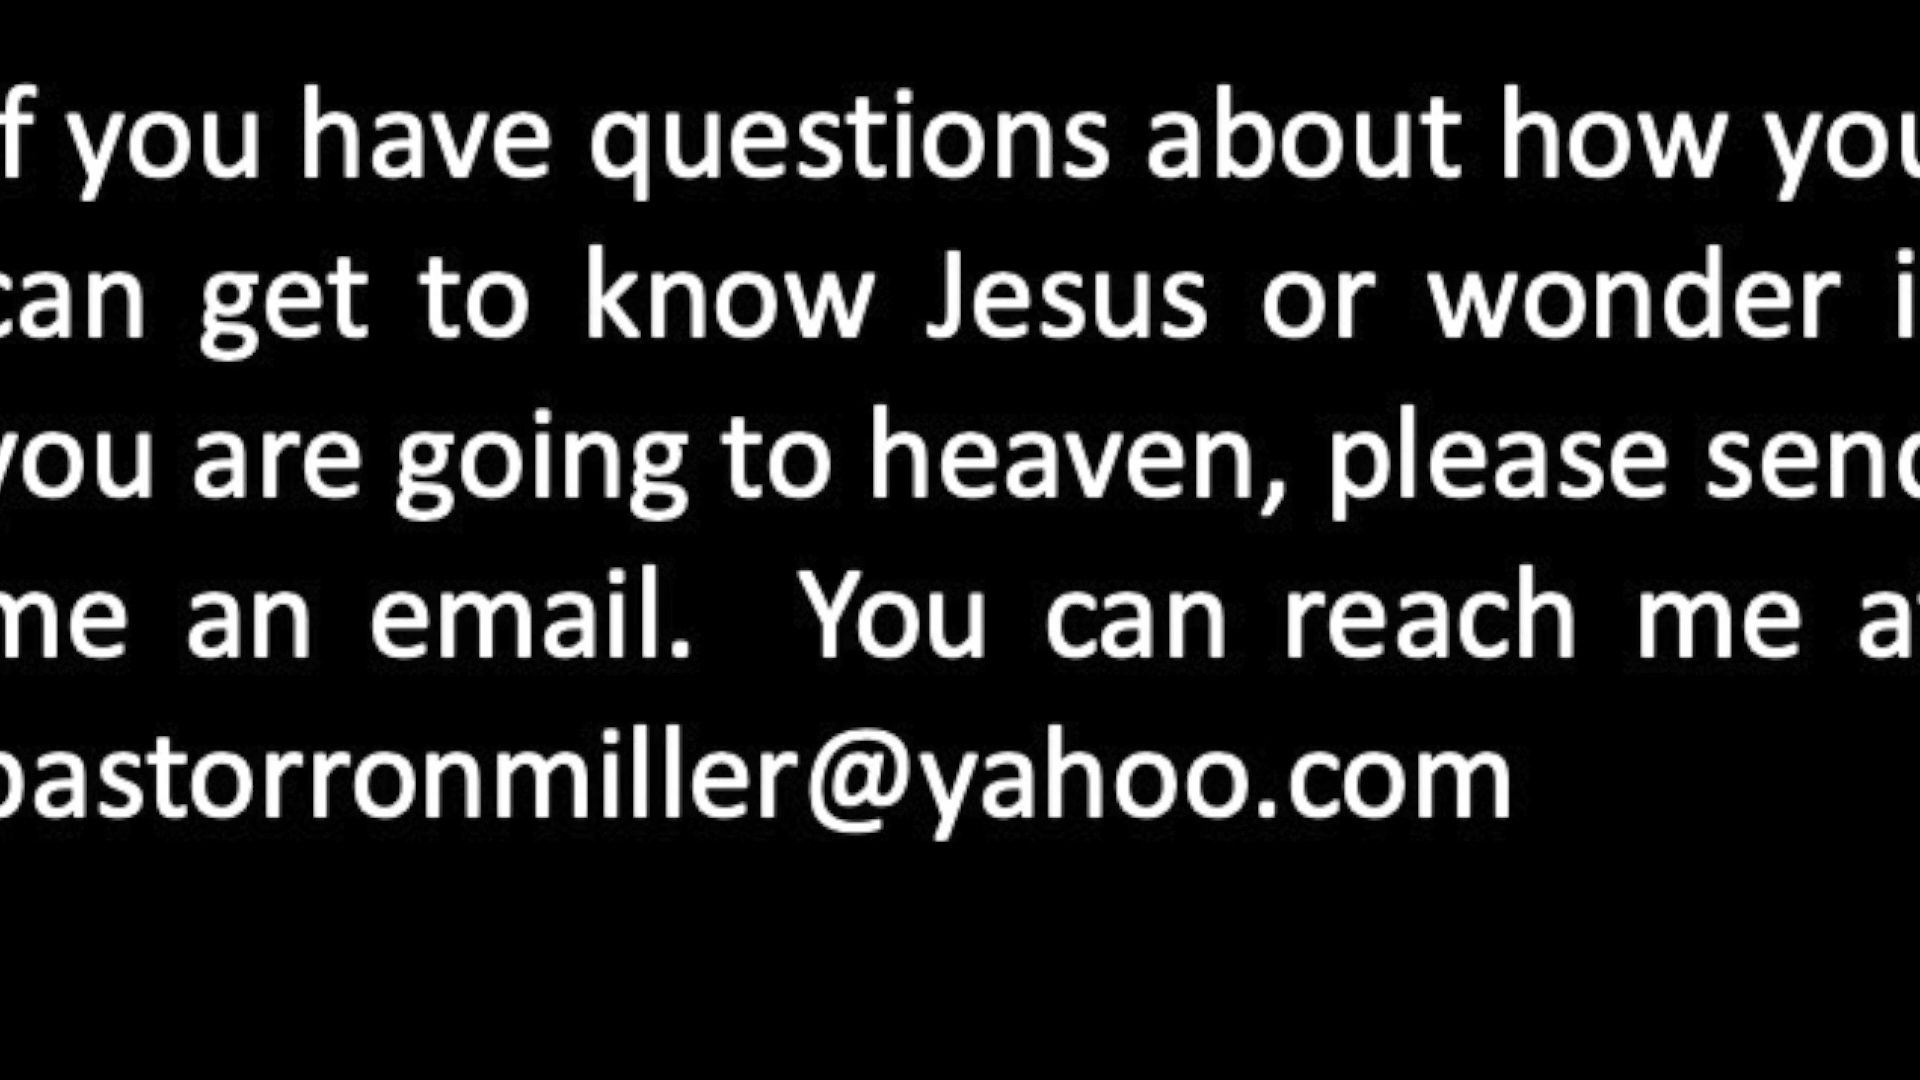 If you have questions about how you
can get to know Jesus or wonder i
you are going to heaven, please send
me an email.  You can reach me at
pastorronmiller@yahoo.com